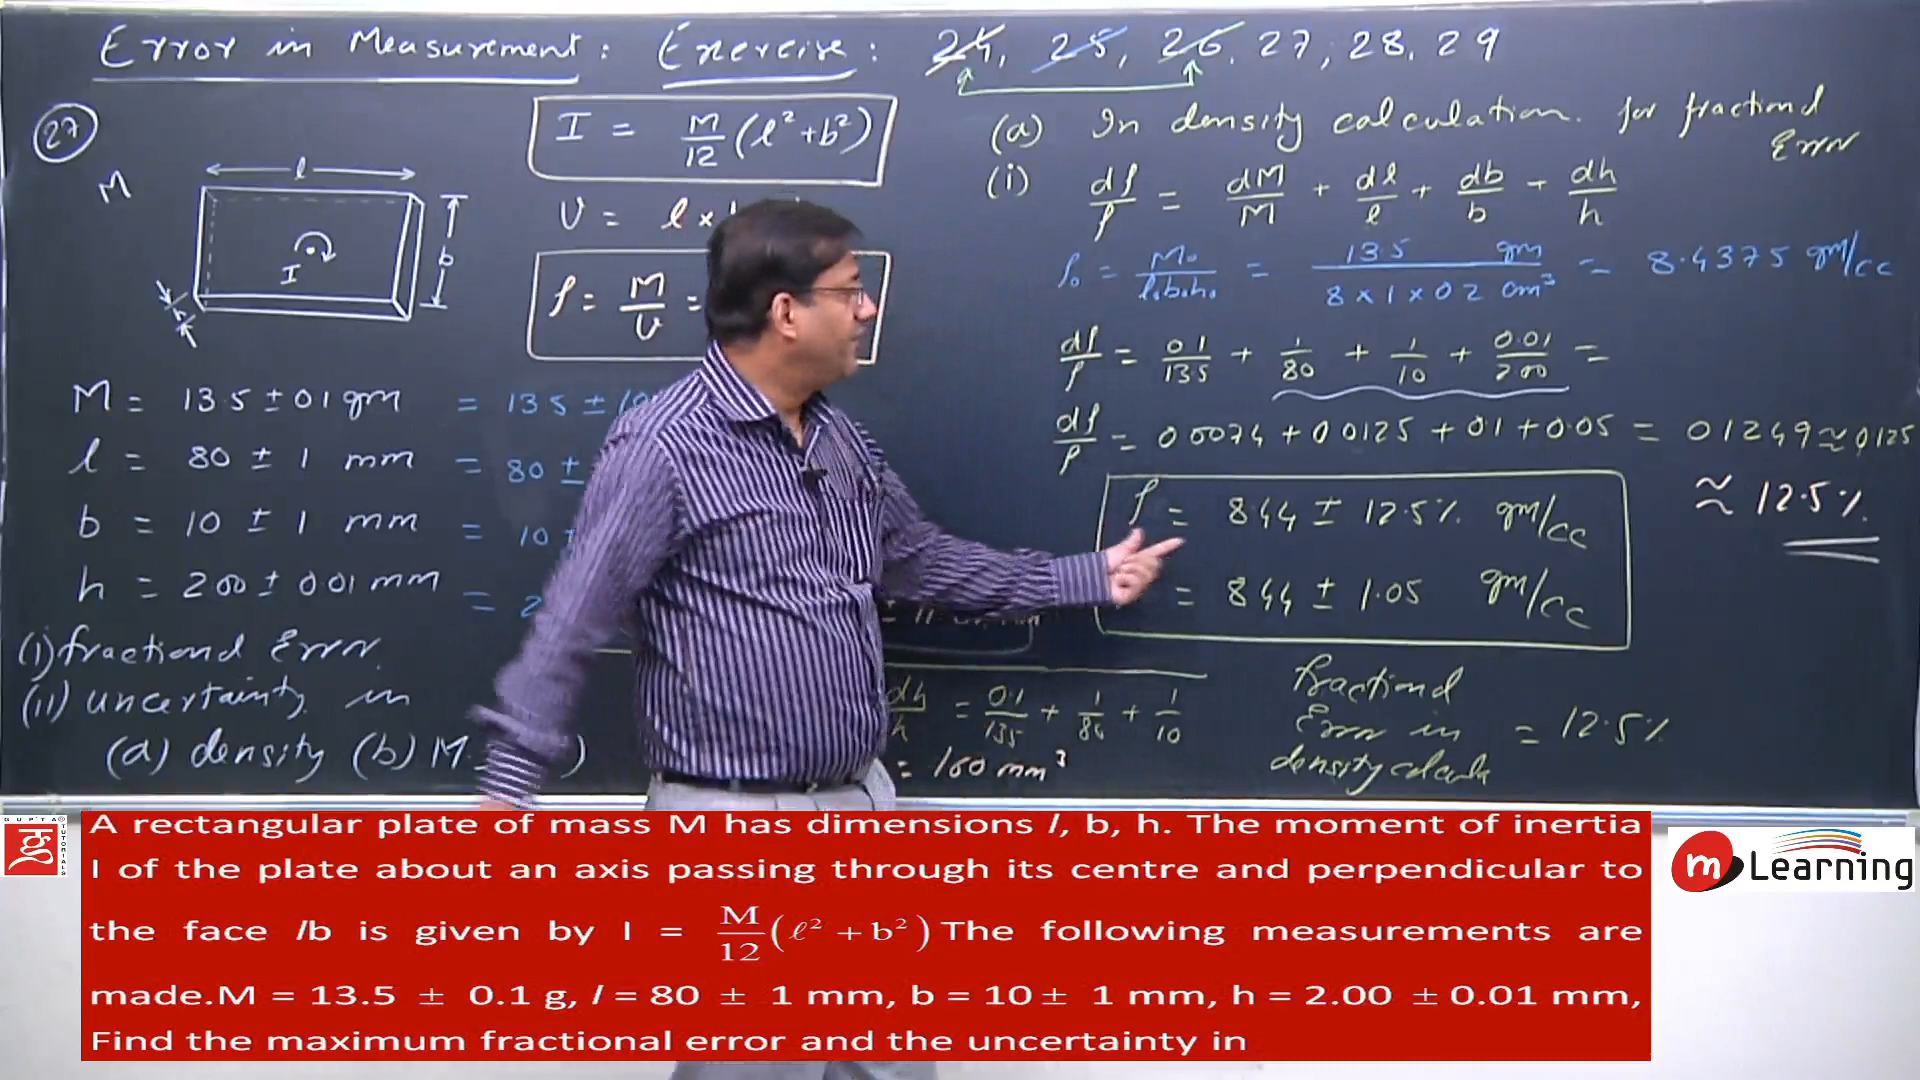 Error in Measurement : Exercise : 24, 25, 26, 27, 28, 29
27
M
l
b
h
I
I = M/12 (l² + b²)
V = l ×
ρ = M/V =
M = 13.5 ± 0.1 gm = 13.5 ±
l = 80 ± 1 mm = 80 ±
b = 10 ± 1 mm = 10
h = 2.00 ± 0.01 mm = 2
(i) fractional Error
(ii) uncertainty in
(a) density (b) M
(a) In density calculation. for fractional Error
(i) dρ/ρ = dM/M + dl/l + db/b + dh/h
ρ₀ = M₀/l₀b₀h₀ = 13.5 gm / 8 × 1 × 0.2 cm³ = 8.4375 gm/cc
dρ/ρ = 0.1/13.5 + 1/80 + 1/10 + 0.01/2.00 =
dρ/ρ = 0.0074 + 0.0125 + 0.1 + 0.05 = 0.1249 ≈ 0.125
≈ 12.5%
ρ = 8.44 ± 12.5% gm/cc
= 8.44 ± 1.05 gm/cc
dh/h = 0.1/135 + 1/80 + 1/10
= 160 mm³
fractional
Error in = 12.5%
density
A rectangular plate of mass M has dimensions l, b, h. The moment of inertia
I of the plate about an axis passing through its centre and perpendicular to
the face lb is given by I = M/12 (ℓ² + b²) The following measurements are
made.M = 13.5 ± 0.1 g, l = 80 ± 1 mm, b = 10± 1 mm, h = 2.00 ±0.01 mm,
Find the maximum fractional error and the uncertainty in
GUPTA
TUTORIALS
m Learning